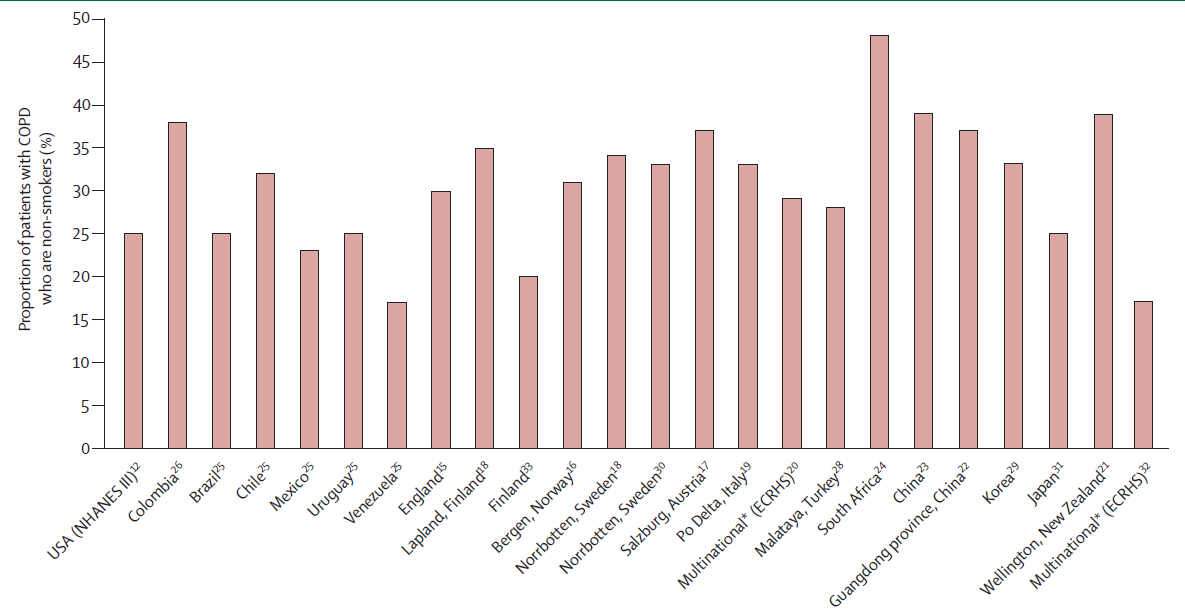 Proportion of patients with COPD
who are non-smokers (%)
50
45
40
35
30
25
20
15
10
5
0
USA (NHANES III)¹²
Colombia²⁶
Brazil²⁵
Chile²⁵
Mexico²⁵
Uruguay²⁵
Venezuela²⁵
England¹⁵
Lapland, Finland¹⁸
Finland³³
Bergen, Norway¹⁶
Norrbotten, Sweden¹⁸
Norrbotten, Sweden³⁰
Salzburg, Austria¹⁷
Po Delta, Italy¹⁹
Multinational* (ECRHS)²⁰
Malataya, Turkey²⁸
South Africa²⁴
China²³
Guangdong province, China²²
Korea²⁹
Japan³¹
Wellington, New Zealand²¹
Multinational* (ECRHS)³²